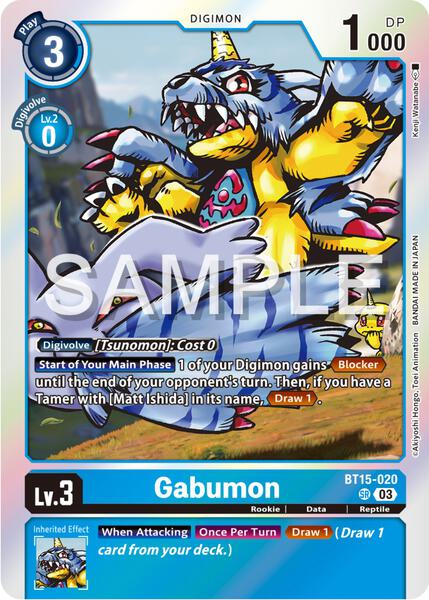 Play
3
DIGIMON
DP
1000
Digivolve
Lv.2
0
Kenji Watanabe
©Akiyoshi Hongo, Toei Animation BANDAI MADE IN JAPAN
SAMPLE
Digivolve [Tsunomon]: Cost 0
Start of Your Main Phase 1 of your Digimon gains Blocker
until the end of your opponent's turn. Then, if you have a
Tamer with [Matt Ishida] in its name, Draw 1.
Lv.3
Gabumon
BT15-020
SR 03
Rookie | Data | Reptile
Inherited Effect
When Attacking Once Per Turn Draw 1 (Draw 1
card from your deck.)